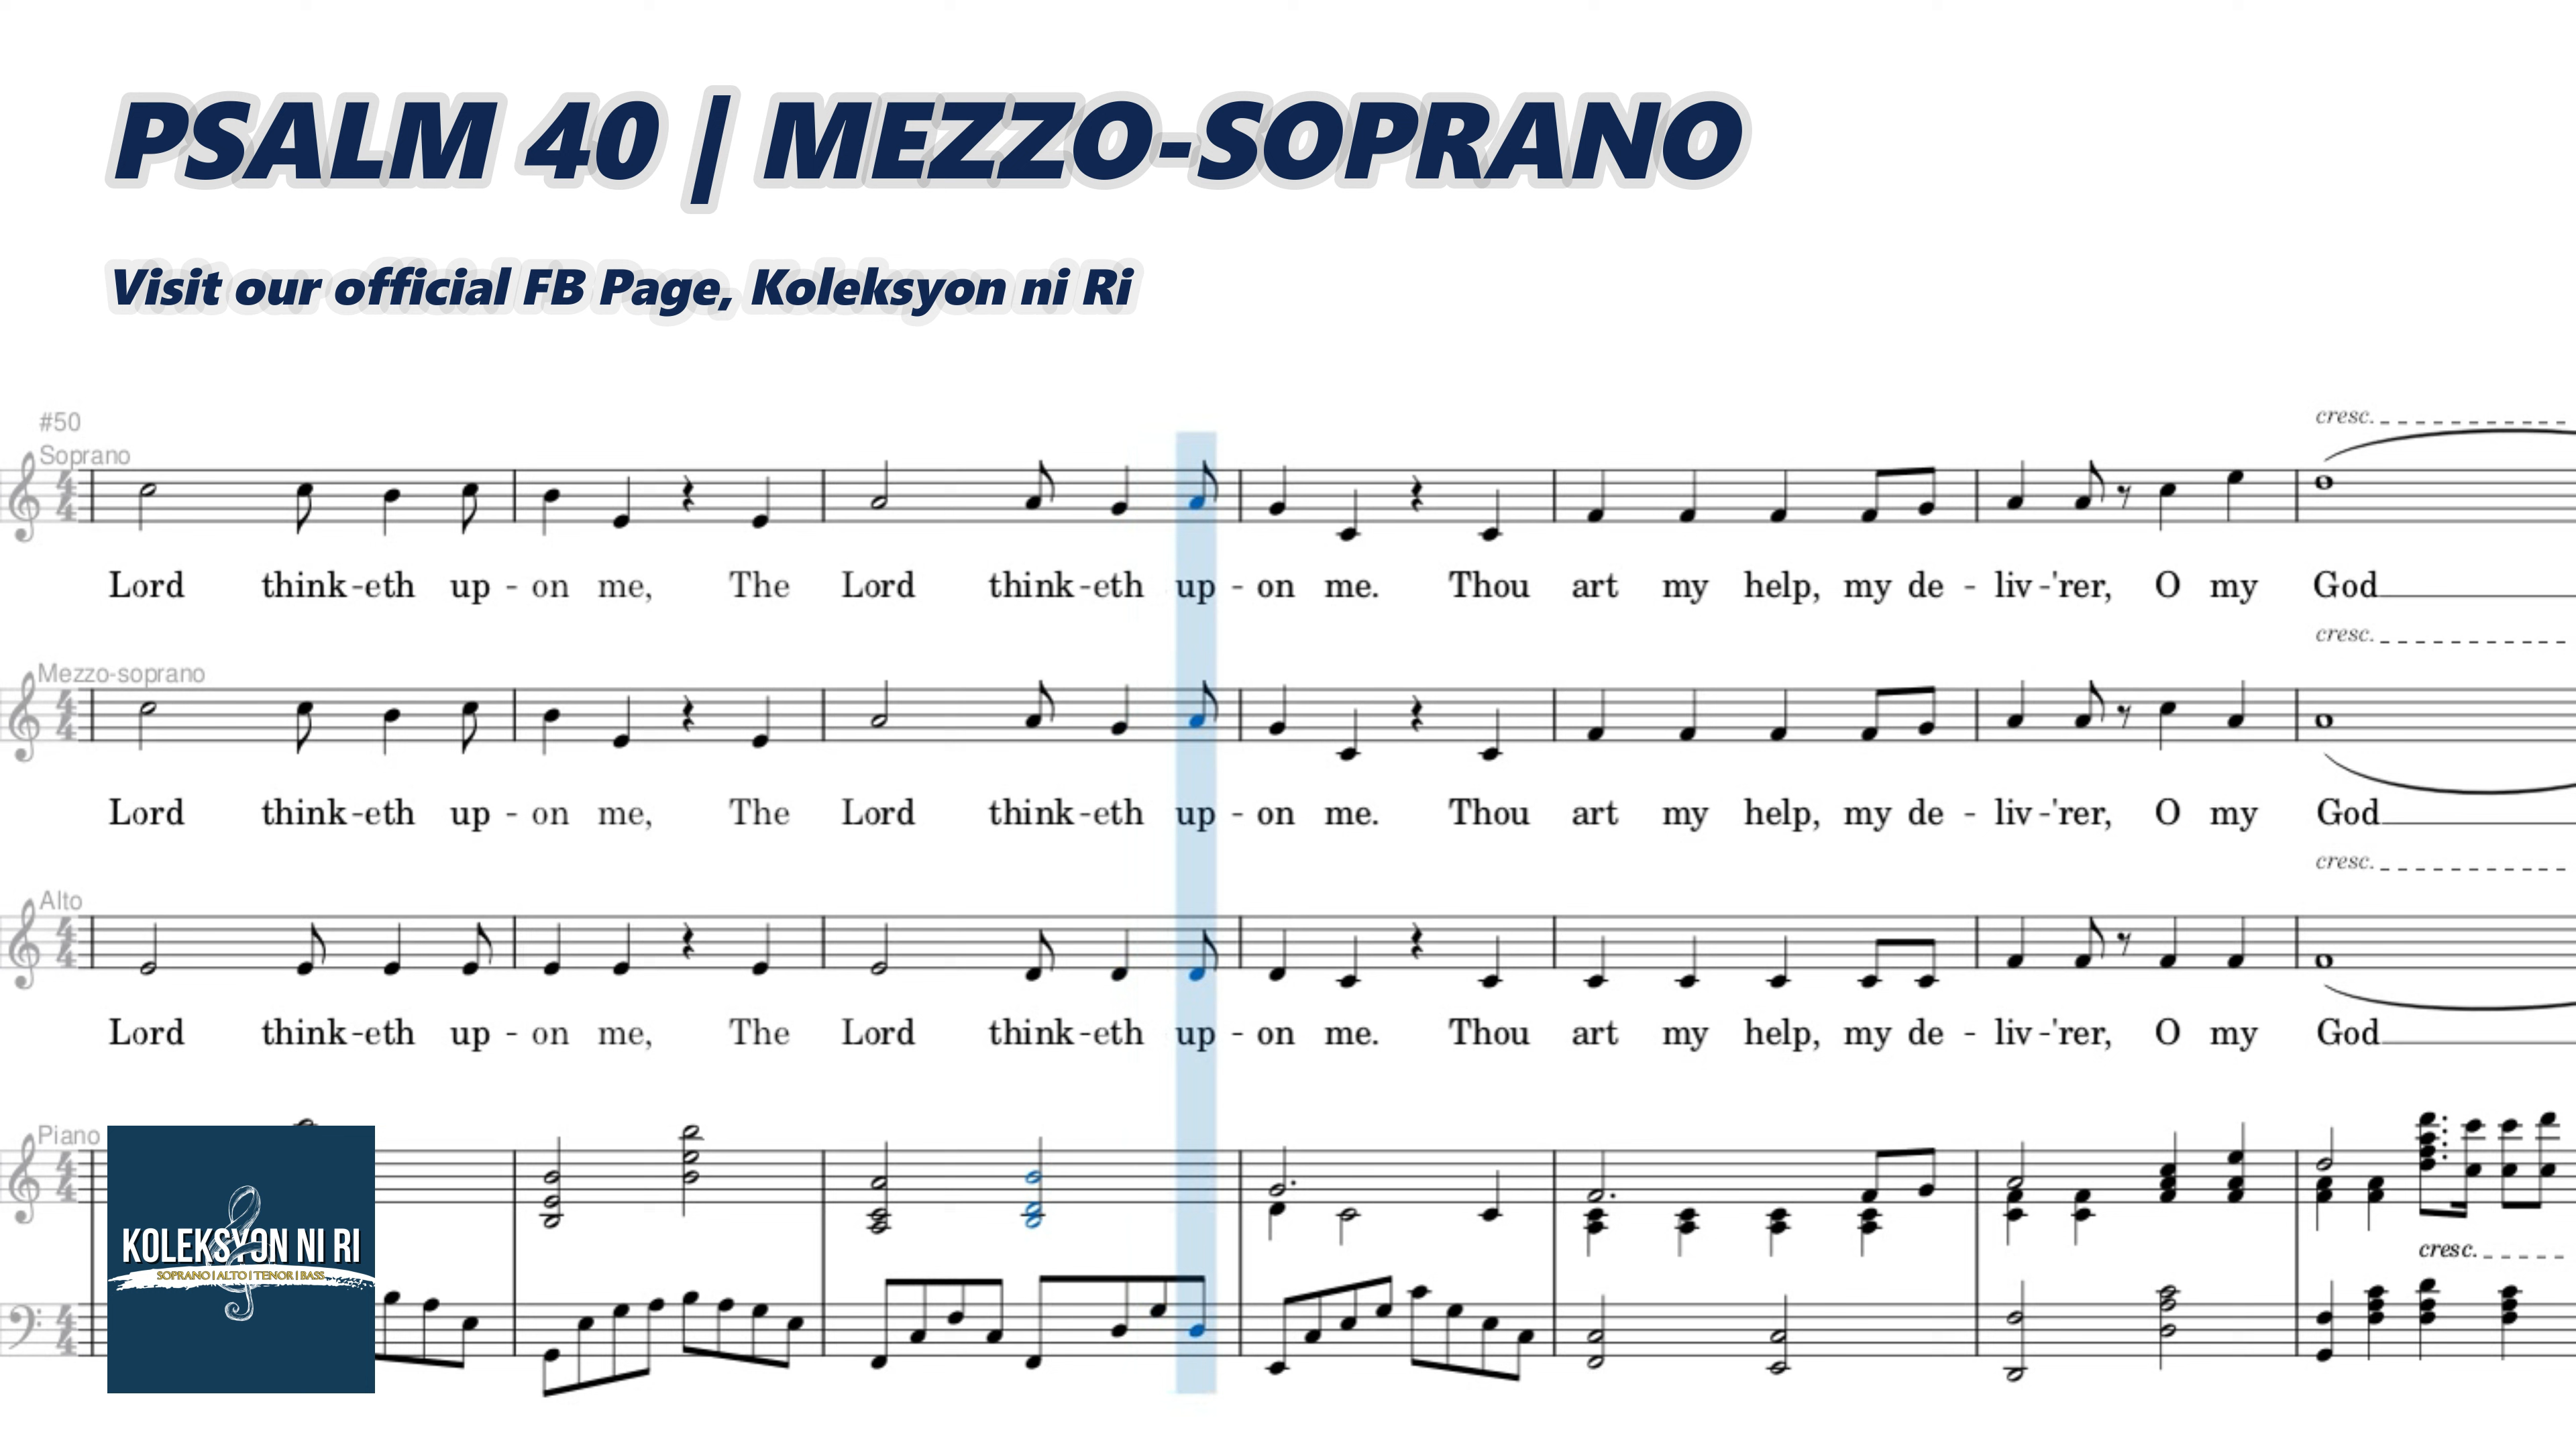 PSALM 40 | MEZZO-SOPRANO
Visit our official FB Page, Koleksyon ni Ri
#50
cresc.
Soprano
Lord think-eth up - on me, The Lord think-eth up - on me. Thou art my help, my de - liv-'rer, O my God
cresc.
Mezzo-soprano
Lord think-eth up - on me, The Lord think-eth up - on me. Thou art my help, my de - liv-'rer, O my God
cresc.
Alto
Lord think-eth up - on me, The Lord think-eth up - on me. Thou art my help, my de - liv-'rer, O my God
Piano
cresc.
KOLEKSYON NI RI
SOPRANO | ALTO | TENOR | BASS